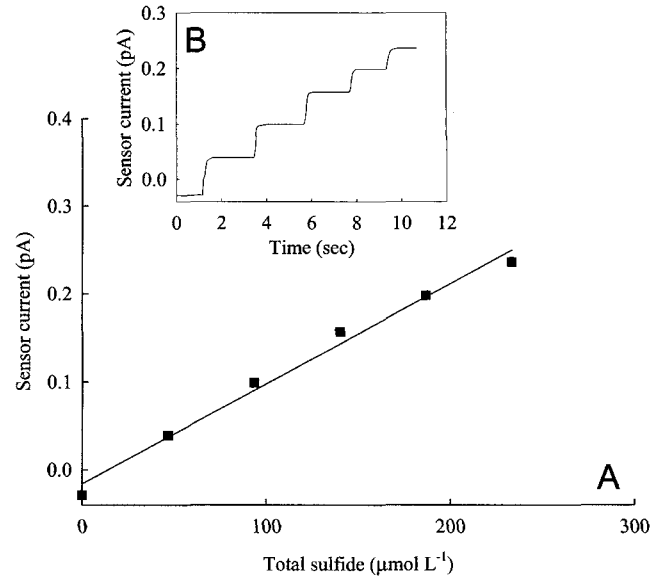 B
0.3
0.2
0.1
0.0
Sensor current (pA)
0 2 4 6 8 10 12
Time (sec)
0.4
0.3
0.2
0.1
0.0
Sensor current (pA)
A
0 100 200 300
Total sulfide (μmol L⁻¹)